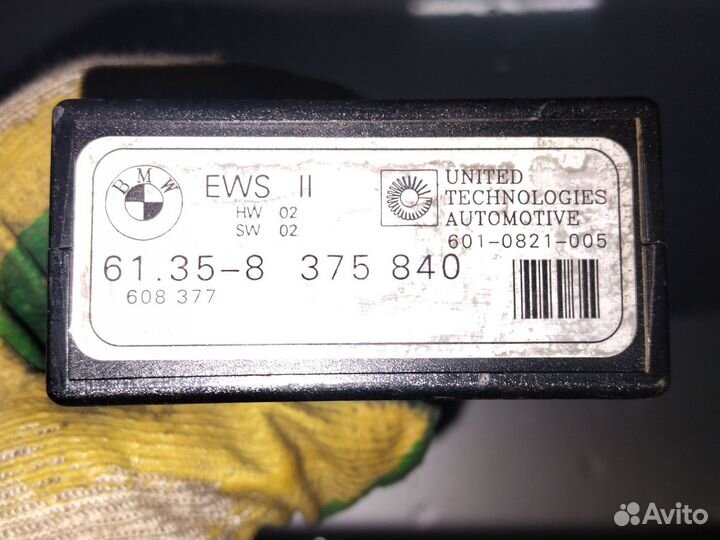 BMW
EWS II
HW 02
SW 02
UNITED
TECHNOLOGIES
AUTOMOTIVE
601-0821-005
61.35-8 375 840
608 377
Avito